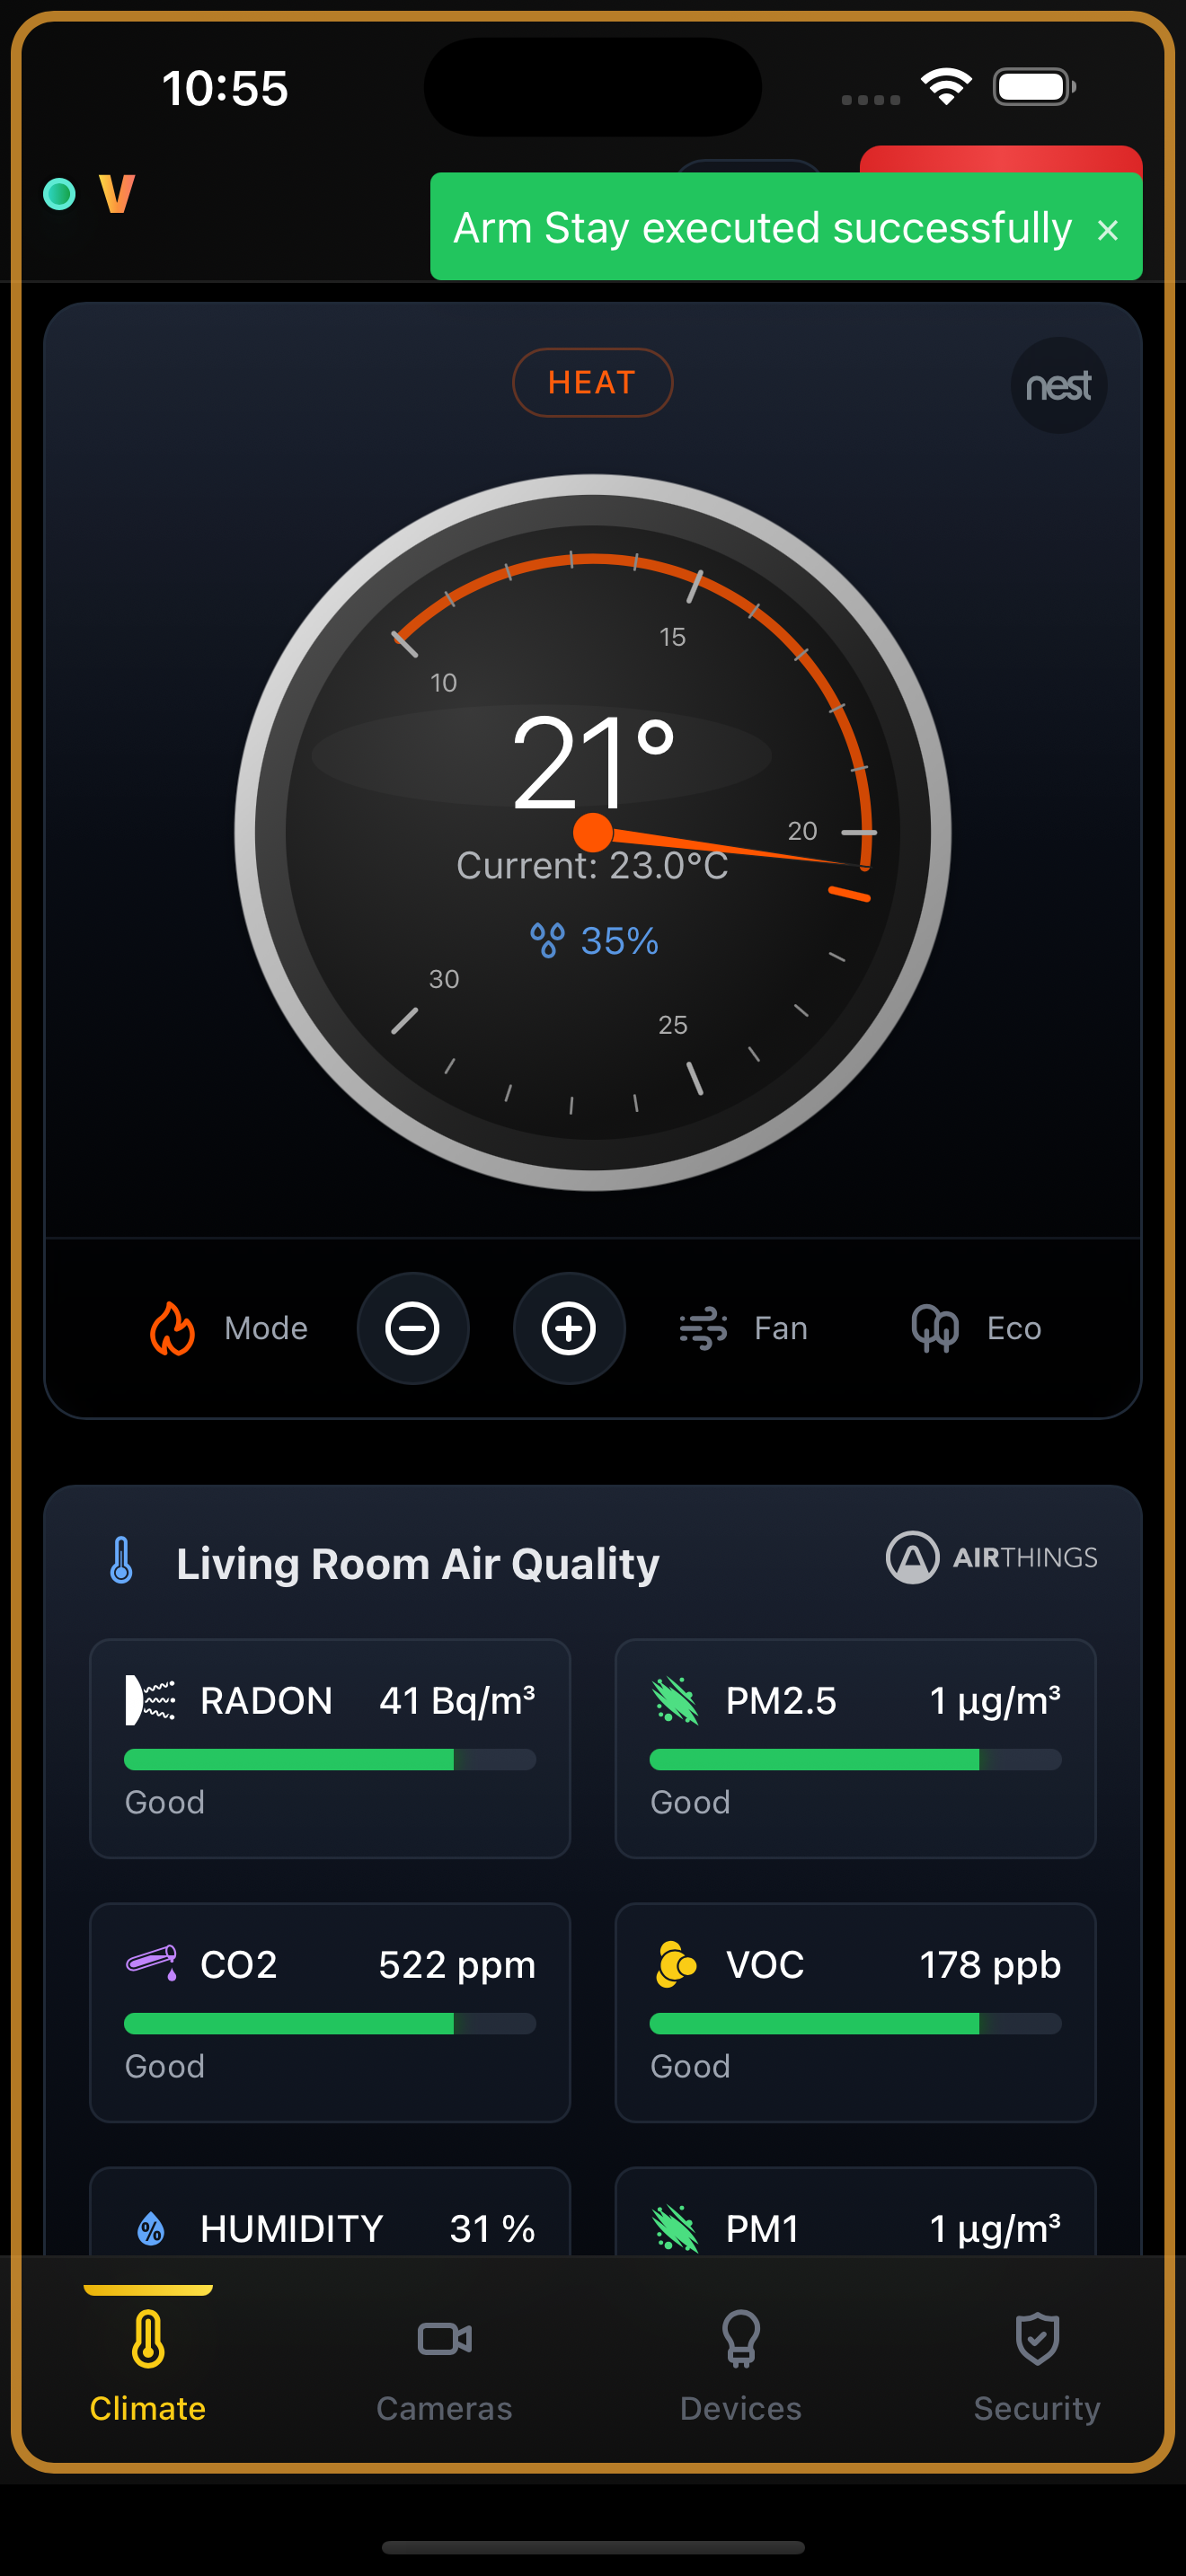 10:55
V
Arm Stay executed successfully ×
HEAT
nest
15
10
21°
20
Current: 23.0°C
35%
30
25
Mode
Fan
Eco
Living Room Air Quality
AIRTHINGS
RADON 41 Bq/m³
Good
PM2.5 1 µg/m³
Good
CO2 522 ppm
Good
VOC 178 ppb
Good
% HUMIDITY 31 %
PM1 1 µg/m³
Climate
Cameras
Devices
Security